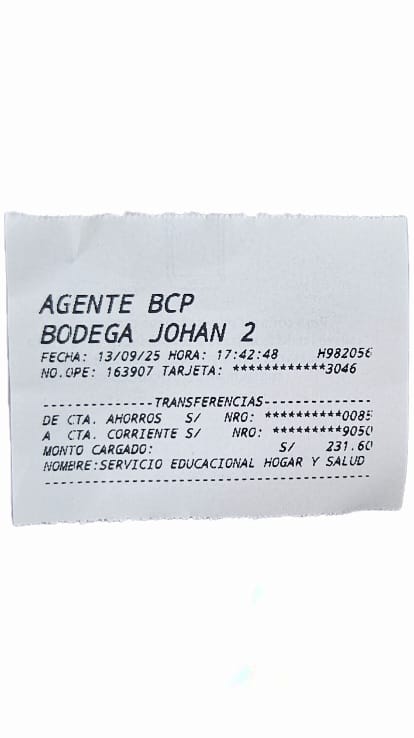 AGENTE BCP
BODEGA JOHAN 2
FECHA: 13/09/25 HORA: 17:42:48 H982056
NO.OPE: 163907 TARJETA: ************3046
---------------TRANSFERENCIAS---------------
DE CTA. AHORROS S/ NRO: **********0085
A CTA. CORRIENTE S/ NRO: *********9050
MONTO CARGADO: S/ 231.60
NOMBRE:SERVICIO EDUCACIONAL HOGAR Y SALUD
--------------------------------------------